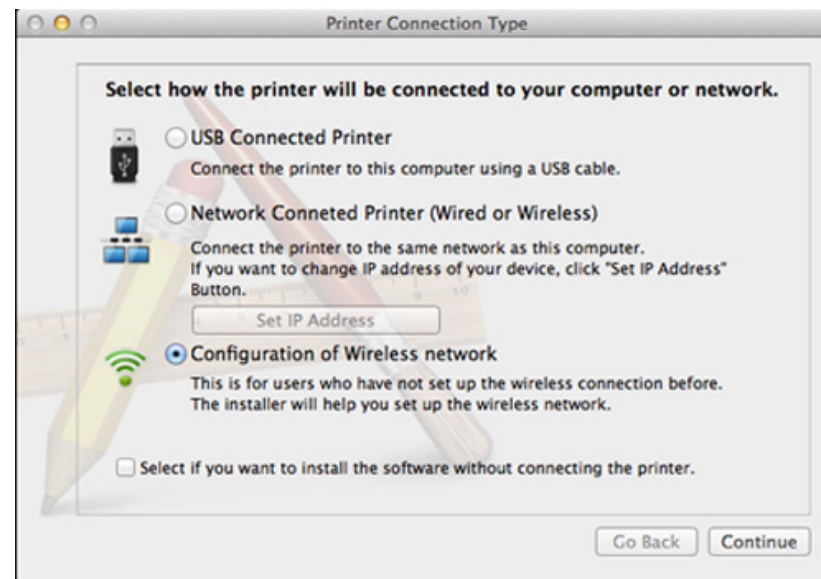 Printer Connection Type
Select how the printer will be connected to your computer or network.
USB Connected Printer
Connect the printer to this computer using a USB cable.
Network Conneted Printer (Wired or Wireless)
Connect the printer to the same network as this computer.
If you want to change IP address of your device, click "Set IP Address"
Button.
Set IP Address
Configuration of Wireless network
This is for users who have not set up the wireless connection before.
The installer will help you set up the wireless network.
Select if you want to install the software without connecting the printer.
Go Back Continue